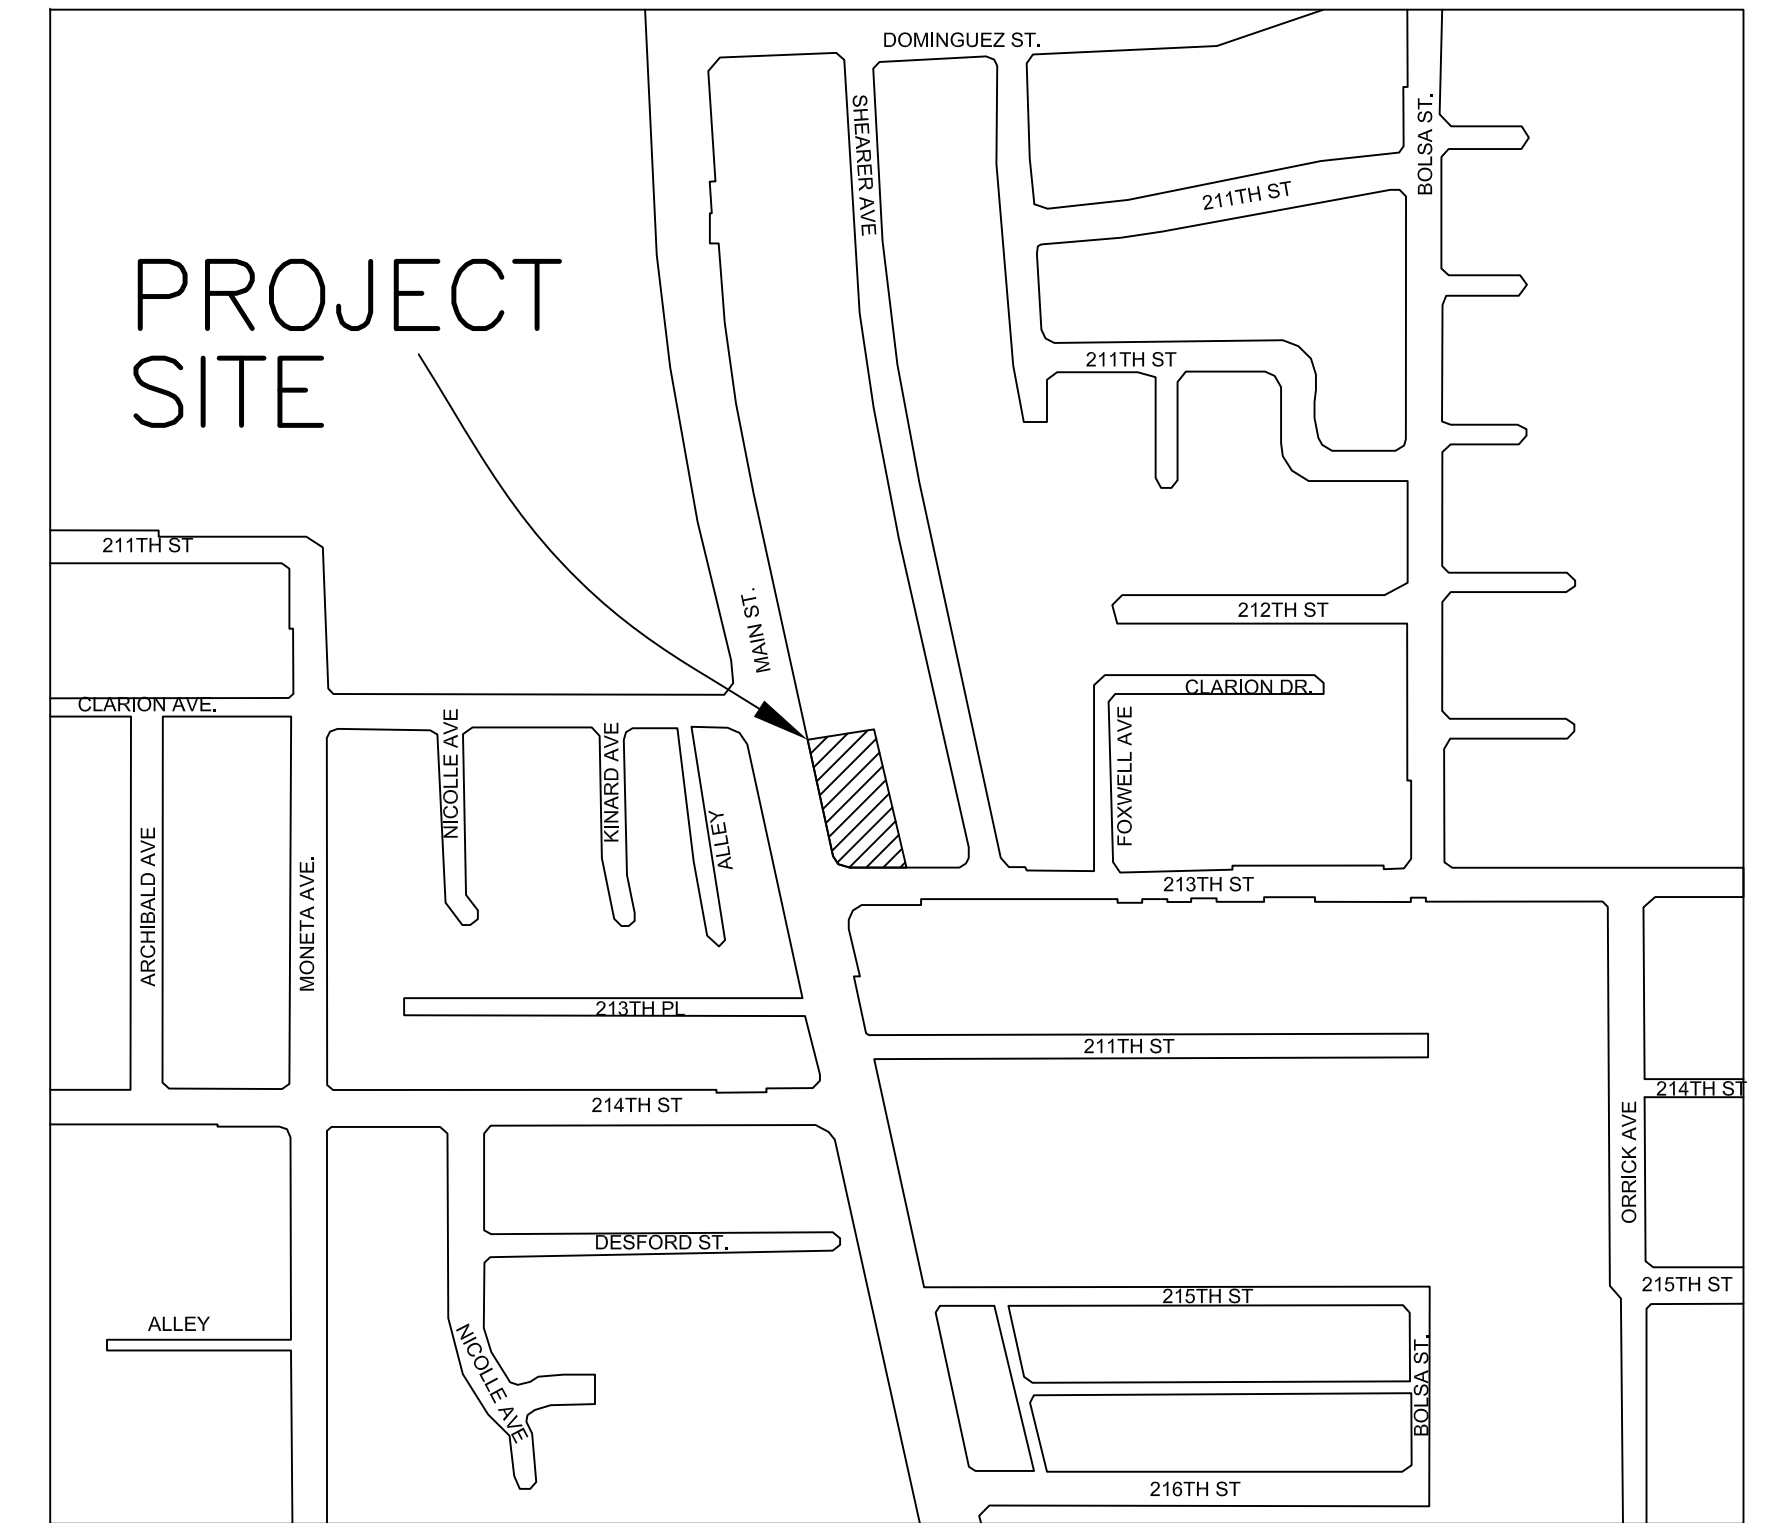 DOMINGUEZ ST.
SHEARER AVE
BOLSA ST.
211TH ST
PROJECT
SITE
211TH ST
211TH ST
MAIN ST.
212TH ST
CLARION AVE.
CLARION DR.
NICOLLE AVE
KINARD AVE
ALLEY
FOXWELL AVE
ARCHIBALD AVE
MONETA AVE.
213TH ST
213TH PL
211TH ST
214TH ST
214TH ST
ORRICK AVE
DESFORD ST.
215TH ST
215TH ST
ALLEY
NICOLLE AVE
BOLSA ST.
216TH ST